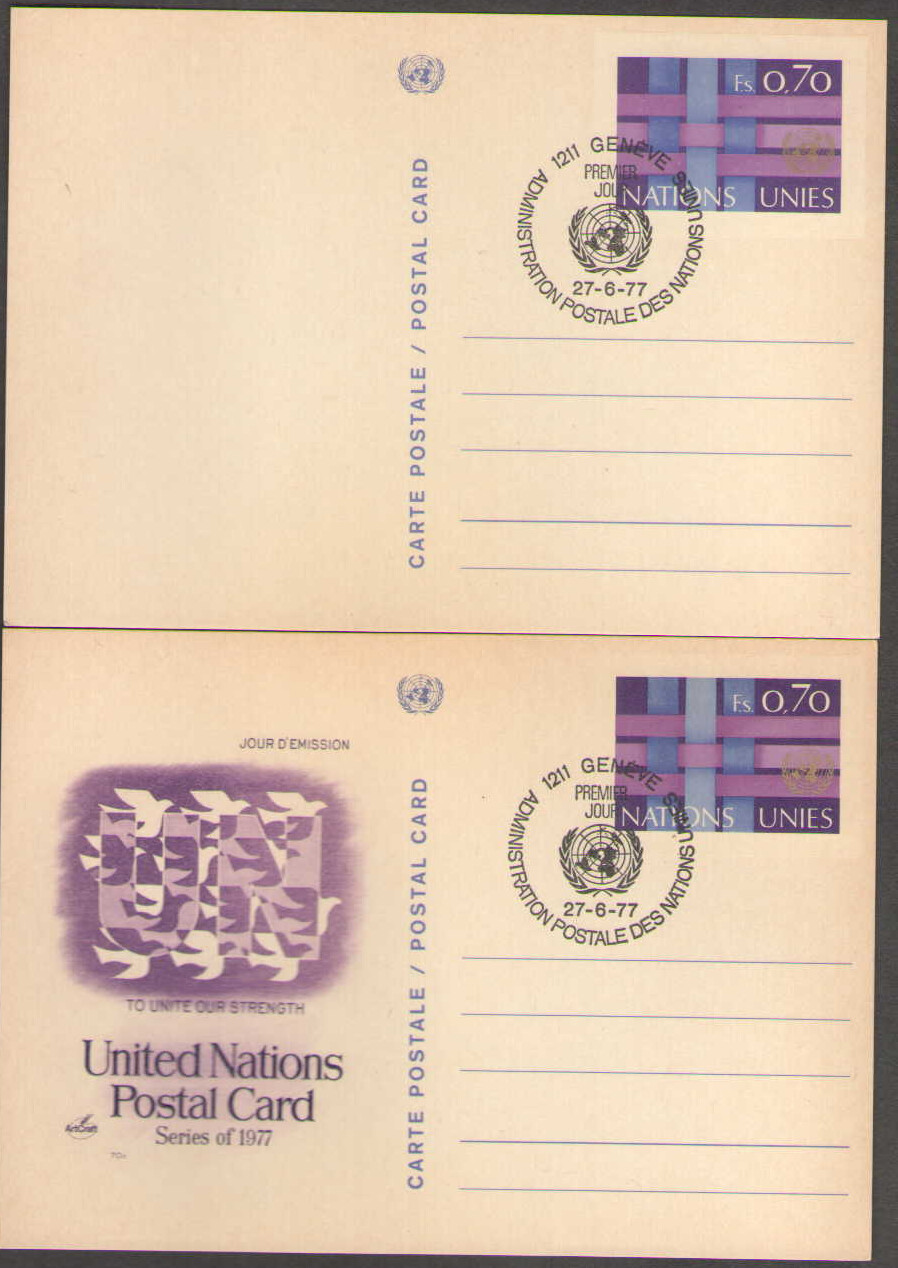 F.s. 0,70
NATIONS UNIES
ADMINISTRATION POSTALE DES NATIONS UNIES
1211 GENÈVE
PREMIER
JOUR
27-6-77
CARTE POSTALE / POSTAL CARD
F.s. 0,70
NATIONS UNIES
ADMINISTRATION POSTALE DES NATIONS UNIES
1211 GENÈVE
PREMIER
JOUR
27-6-77
CARTE POSTALE / POSTAL CARD
JOUR D'EMISSION
UN
TO UNITE OUR STRENGTH
United Nations
Postal Card
Series of 1977
ArtCraft
70c